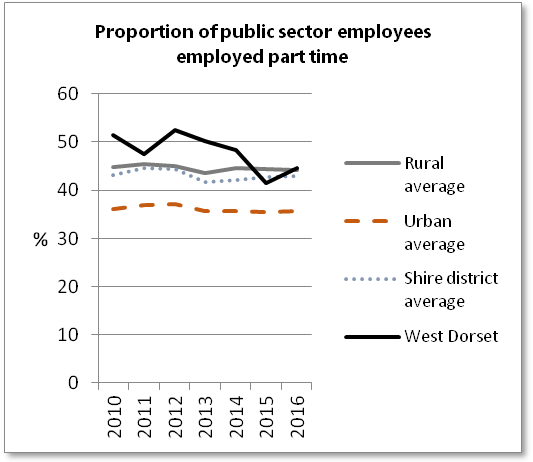 Proportion of public sector employees
employed part time
60
50
40
30
20
10
0
%
2010
2011
2012
2013
2014
2015
2016
Rural
average
Urban
average
Shire district
average
West Dorset